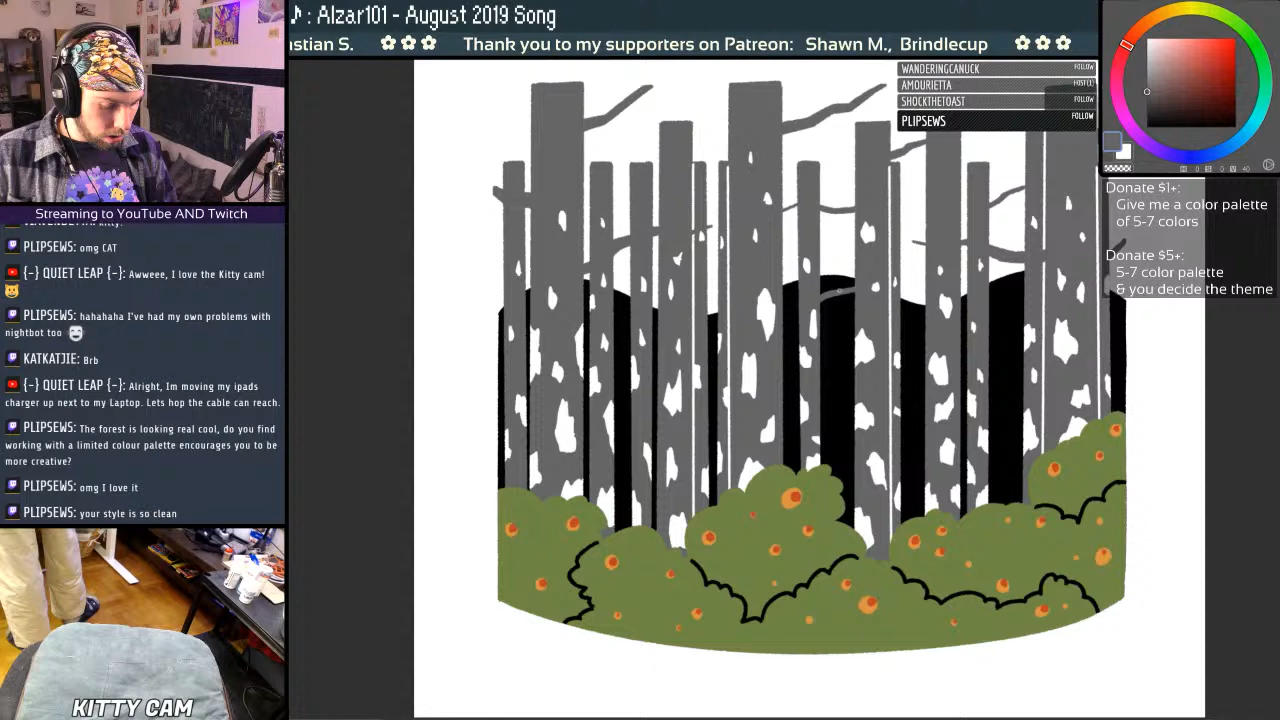 ♪ : Alzar101 - August 2019 Song
stian S. ✿ ✿ ✿ Thank you to my supporters on Patreon: Shawn M., Brindlecup ✿ ✿ ✿
WANDERINGCANUCK FOLLOW
AMOURIETTA HOST(1)
SHOCKTHETOAST FOLLOW
PLIPSEWS FOLLOW
Donate $1+:
Give me a color palette
of 5-7 colors
Donate $5+:
5-7 color palette
& you decide the theme
Streaming to YouTube AND Twitch
PLIPSEWS: omg CAT
{-} QUIET LEAP {-}: Awweee, I love the Kitty cam!
PLIPSEWS: hahahaha I've had my own problems with
nightbot too
KATKATJIE: Brb
{-} QUIET LEAP {-}: Alright, Im moving my ipads
charger up next to my Laptop. Lets hop the cable can reach.
PLIPSEWS: The forest is looking real cool, do you find
working with a limited colour palette encourages you to be
more creative?
PLIPSEWS: omg I love it
PLIPSEWS: your style is so clean
KITTY CAM